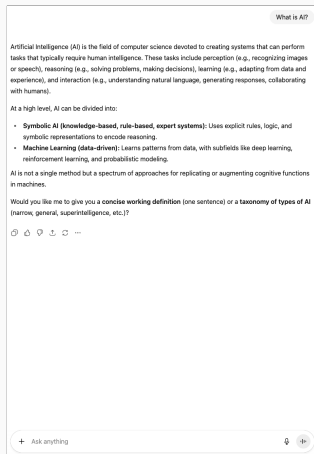 What is AI?
Artificial Intelligence (AI) is the field of computer science devoted to creating systems that can perform
tasks that typically require human intelligence. These tasks include perception (e.g., recognizing images
or speech), reasoning (e.g., solving problems, making decisions), learning (e.g., adapting from data and
experience), and interaction (e.g., understanding natural language, generating responses, collaborating
with humans).
At a high level, AI can be divided into:
• Symbolic AI (knowledge-based, rule-based, expert systems): Uses explicit rules, logic, and
symbolic representations to encode reasoning.
• Machine Learning (data-driven): Learns patterns from data, with subfields like deep learning,
reinforcement learning, and probabilistic modeling.
AI is not a single method but a spectrum of approaches for replicating or augmenting cognitive functions
in machines.
Would you like me to give you a concise working definition (one sentence) or a taxonomy of types of AI
(narrow, general, superintelligence, etc.)?
Ask anything